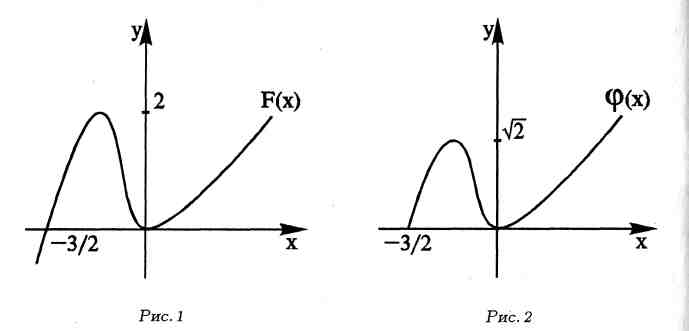 y
2
F(x)
−3/2
x
Рис. 1
y
√2
φ(x)
−3/2
x
Рис. 2